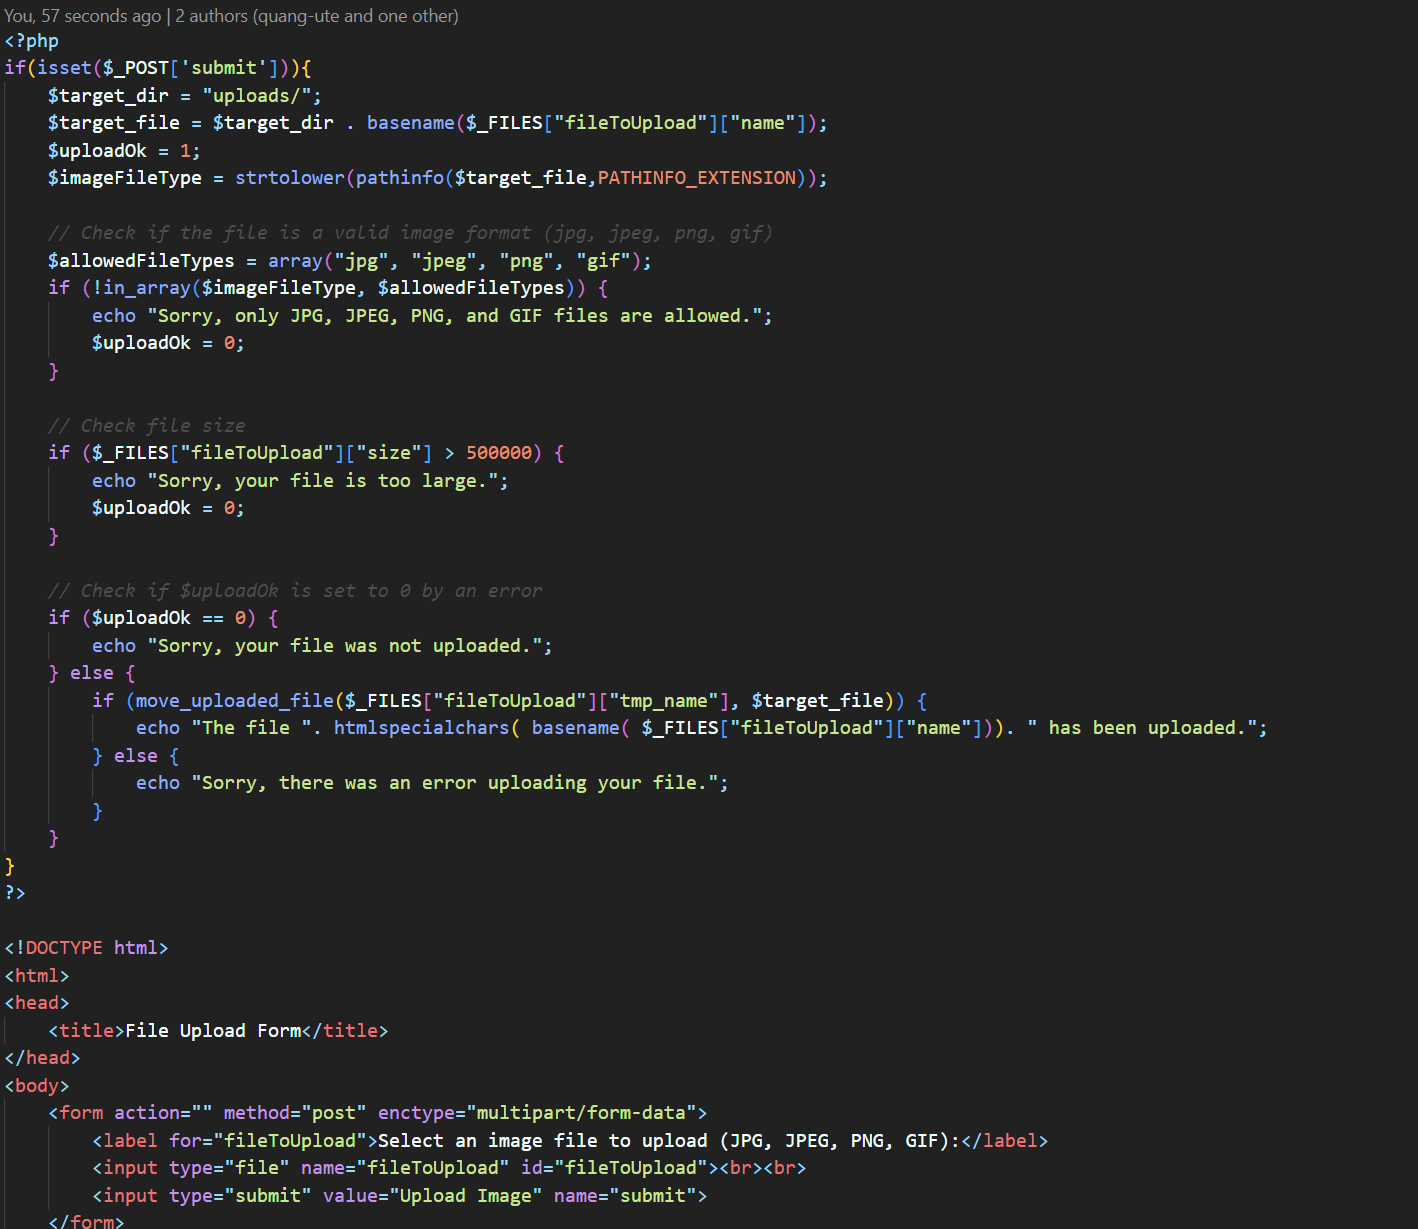 You, 57 seconds ago | 2 authors (quang-ute and one other)
<?php
if(isset($_POST['submit'])){
    $target_dir = "uploads/";
    $target_file = $target_dir . basename($_FILES["fileToUpload"]["name"]);
    $uploadOk = 1;
    $imageFileType = strtolower(pathinfo($target_file,PATHINFO_EXTENSION));

    // Check if the file is a valid image format (jpg, jpeg, png, gif)
    $allowedFileTypes = array("jpg", "jpeg", "png", "gif");
    if (!in_array($imageFileType, $allowedFileTypes)) {
        echo "Sorry, only JPG, JPEG, PNG, and GIF files are allowed.";
        $uploadOk = 0;
    }

    // Check file size
    if ($_FILES["fileToUpload"]["size"] > 500000) {
        echo "Sorry, your file is too large.";
        $uploadOk = 0;
    }

    // Check if $uploadOk is set to 0 by an error
    if ($uploadOk == 0) {
        echo "Sorry, your file was not uploaded.";
    } else {
        if (move_uploaded_file($_FILES["fileToUpload"]["tmp_name"], $target_file)) {
            echo "The file ". htmlspecialchars( basename( $_FILES["fileToUpload"]["name"])). " has been uploaded.";
        } else {
            echo "Sorry, there was an error uploading your file.";
        }
    }
}
?>

<!DOCTYPE html>
<html>
<head>
    <title>File Upload Form</title>
</head>
<body>
    <form action="" method="post" enctype="multipart/form-data">
        <label for="fileToUpload">Select an image file to upload (JPG, JPEG, PNG, GIF):</label>
        <input type="file" name="fileToUpload" id="fileToUpload"><br><br>
        <input type="submit" value="Upload Image" name="submit">
    </form>